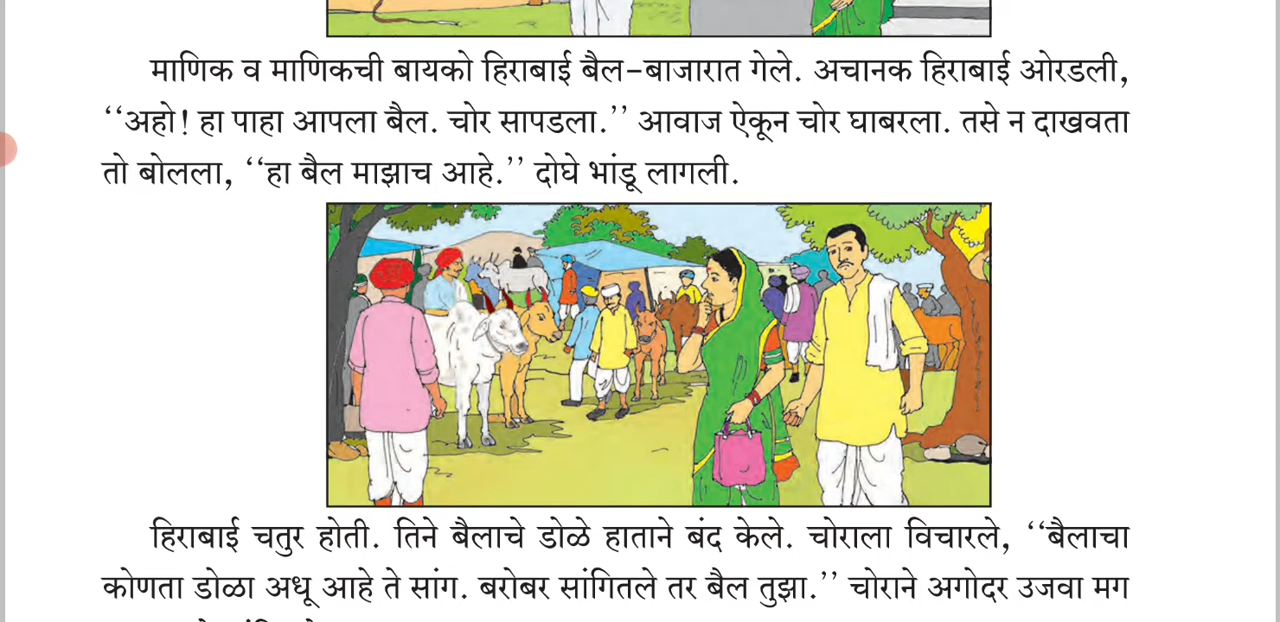 माणिक व माणिकची बायको हिराबाई बैल-बाजारात गेले. अचानक हिराबाई ओरडली,
‘‘अहो! हा पाहा आपला बैल. चोर सापडला.’’ आवाज ऐकून चोर घाबरला. तसे न दाखवता
तो बोलला, ‘‘हा बैल माझाच आहे.’’ दोघे भांडू लागली.
हिराबाई चतुर होती. तिने बैलाचे डोळे हाताने बंद केले. चोराला विचारले, ‘‘बैलाचा
कोणता डोळा अधू आहे ते सांग. बरोबर सांगितले तर बैल तुझा.’’ चोराने अगोदर उजवा मग